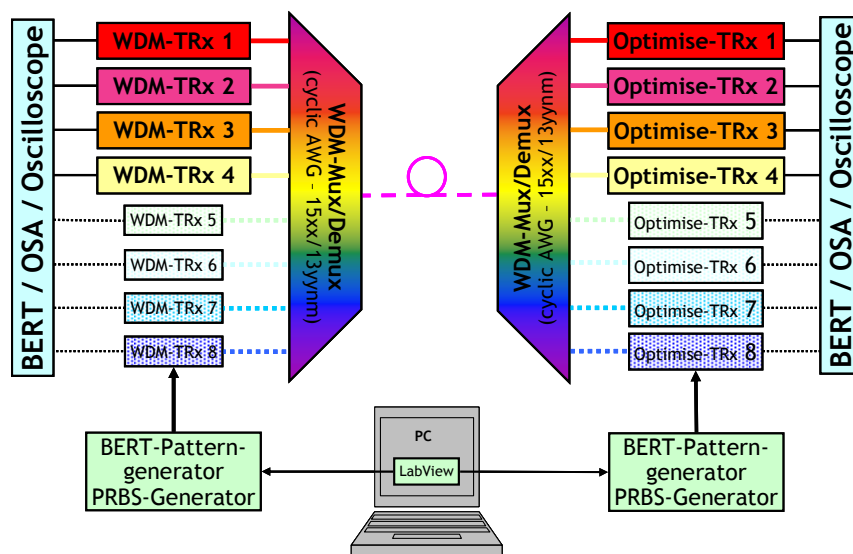 BERT / OSA / Oscilloscope
WDM-TRx 1
WDM-TRx 2
WDM-TRx 3
WDM-TRx 4
WDM-TRx 5
WDM-TRx 6
WDM-TRx 7
WDM-TRx 8
WDM-Mux/Demux
(cyclic AWG - 15xx/13yynm)
WDM-Mux/Demux
(cyclic AWG - 15xx/13yynm)
Optimise-TRx 1
Optimise-TRx 2
Optimise-TRx 3
Optimise-TRx 4
Optimise-TRx 5
Optimise-TRx 6
Optimise-TRx 7
Optimise-TRx 8
BERT / OSA / Oscilloscope
BERT-Pattern-
generator
PRBS-Generator
PC
LabView
BERT-Pattern-
generator
PRBS-Generator